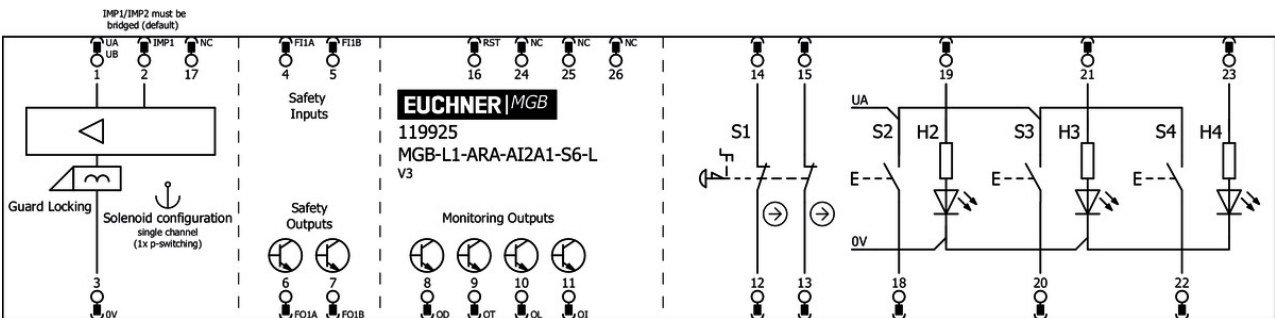 IMP1/IMP2 must be
bridged (default)
UA IMP1 NC FI1A FI1B RST NC NC NC
UB
1 2 17 4 5 16 24 25 26 14 15 19 21 23
Safety
Inputs
EUCHNER MGB
119925
MGB-L1-ARA-AI2A1-S6-L
V3
UA
S1 S2 H2 S3 H3 S4 H4
E E E
Guard Locking
Solenoid configuration
single channel
(1x p-switching)
Safety
Outputs
Monitoring Outputs
0V
3 6 7 8 9 10 11 12 13 18 20 22
0V FO1A FO1B OD OT OL OI